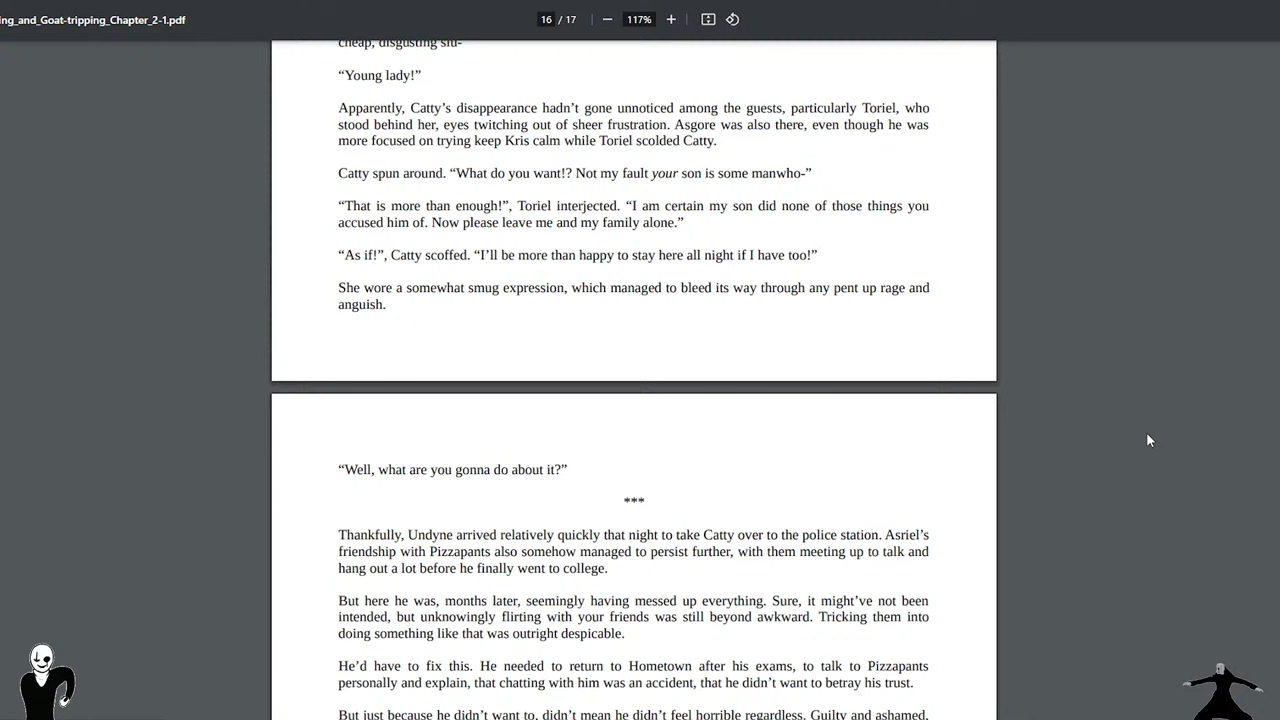 ing_and_Goat-tripping_Chapter_2-1.pdf
16 / 17
117%
cheap, disgusting slu-
“Young lady!”
Apparently, Catty’s disappearance hadn’t gone unnoticed among the guests, particularly Toriel, who
stood behind her, eyes twitching out of sheer frustration. Asgore was also there, even though he was
more focused on trying keep Kris calm while Toriel scolded Catty.
Catty spun around. “What do you want!? Not my fault your son is some manwho-”
“That is more than enough!”, Toriel interjected. “I am certain my son did none of those things you
accused him of. Now please leave me and my family alone.”
“As if!”, Catty scoffed. “I’ll be more than happy to stay here all night if I have too!”
She wore a somewhat smug expression, which managed to bleed its way through any pent up rage and
anguish.
“Well, what are you gonna do about it?”
***
Thankfully, Undyne arrived relatively quickly that night to take Catty over to the police station. Asriel’s
friendship with Pizzapants also somehow managed to persist further, with them meeting up to talk and
hang out a lot before he finally went to college.
But here he was, months later, seemingly having messed up everything. Sure, it might’ve not been
intended, but unknowingly flirting with your friends was still beyond awkward. Tricking them into
doing something like that was outright despicable.
He’d have to fix this. He needed to return to Hometown after his exams, to talk to Pizzapants
personally and explain, that chatting with him was an accident, that he didn’t want to betray his trust.
But just because he didn’t want to, didn’t mean he didn’t feel horrible regardless. Guilty and ashamed,